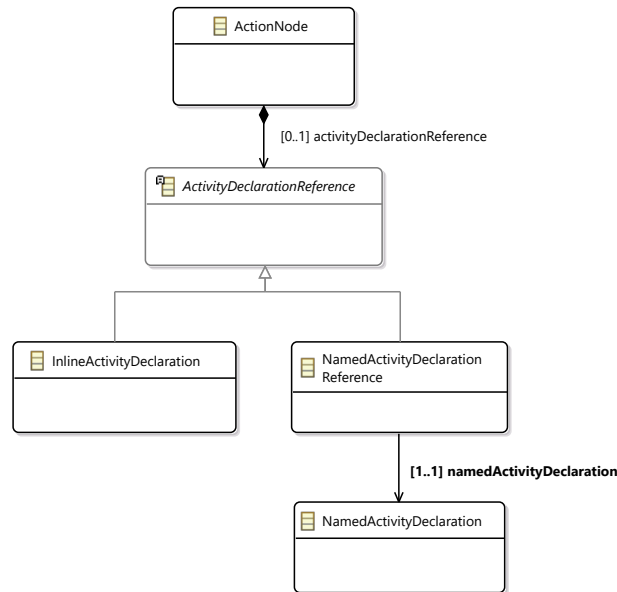 ActionNode
[0..1] activityDeclarationReference
ActivityDeclarationReference
InlineActivityDeclaration
NamedActivityDeclaration
Reference
[1..1] namedActivityDeclaration
NamedActivityDeclaration